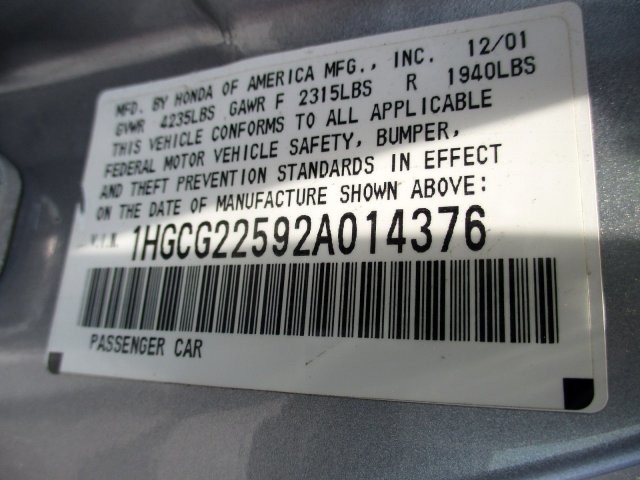 MFD. BY HONDA OF AMERICA MFG., INC. 12/01
GVWR 4235LBS GAWR F 2315LBS R 1940LBS
THIS VEHICLE CONFORMS TO ALL APPLICABLE
FEDERAL MOTOR VEHICLE SAFETY, BUMPER,
AND THEFT PREVENTION STANDARDS IN EFFECT
ON THE DATE OF MANUFACTURE SHOWN ABOVE:
V.I.N. 1HGCG22592A014376
PASSENGER CAR